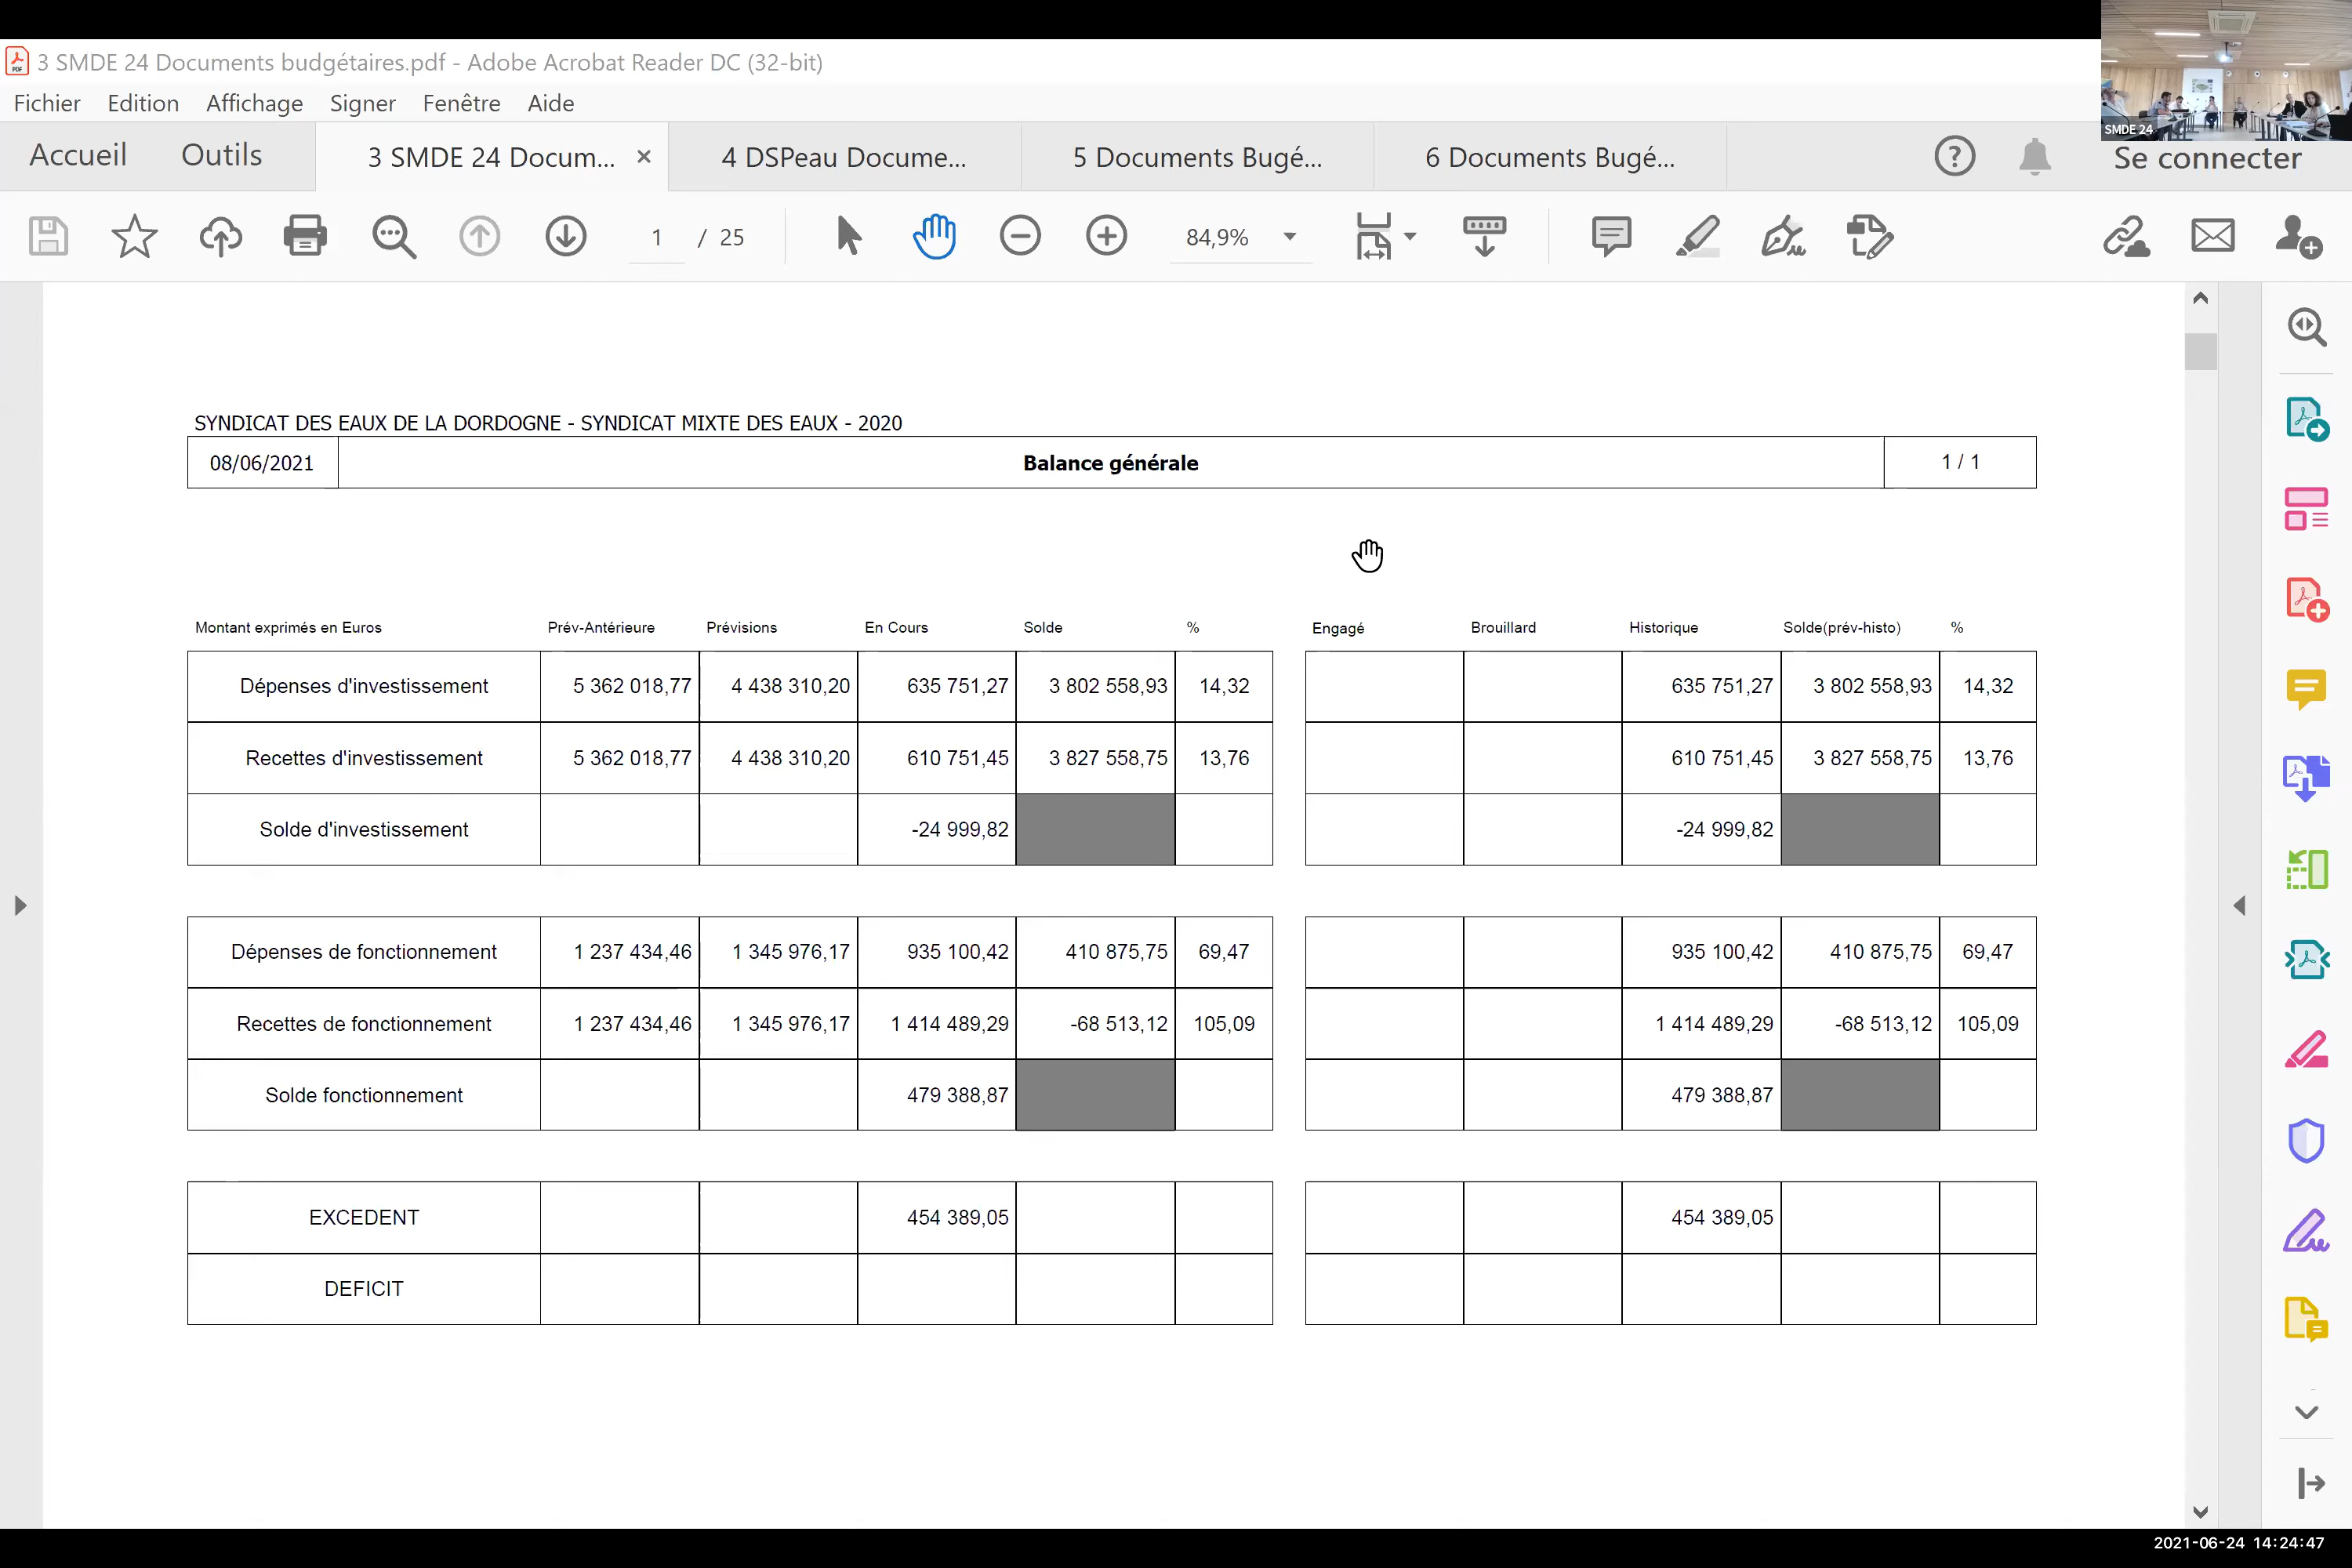 3 SMDE 24 Documents budgétaires.pdf - Adobe Acrobat Reader DC (32-bit)
Fichier Edition Affichage Signer Fenêtre Aide
SMDE 24
Accueil Outils 3 SMDE 24 Docum... × 4 DSPeau Docume... 5 Documents Bugé... 6 Documents Bugé... Se connecter
1 / 25 84,9%
SYNDICAT DES EAUX DE LA DORDOGNE - SYNDICAT MIXTE DES EAUX - 2020
08/06/2021 Balance générale 1 / 1
Montant exprimés en Euros Prév-Antérieure Prévisions En Cours Solde % Engagé Brouillard Historique Solde(prév-histo) %
Dépenses d'investissement 5 362 018,77 4 438 310,20 635 751,27 3 802 558,93 14,32 635 751,27 3 802 558,93 14,32
Recettes d'investissement 5 362 018,77 4 438 310,20 610 751,45 3 827 558,75 13,76 610 751,45 3 827 558,75 13,76
Solde d'investissement -24 999,82 -24 999,82
Dépenses de fonctionnement 1 237 434,46 1 345 976,17 935 100,42 410 875,75 69,47 935 100,42 410 875,75 69,47
Recettes de fonctionnement 1 237 434,46 1 345 976,17 1 414 489,29 -68 513,12 105,09 1 414 489,29 -68 513,12 105,09
Solde fonctionnement 479 388,87 479 388,87
EXCEDENT 454 389,05 454 389,05
DEFICIT
2021-06-24 14:24:47